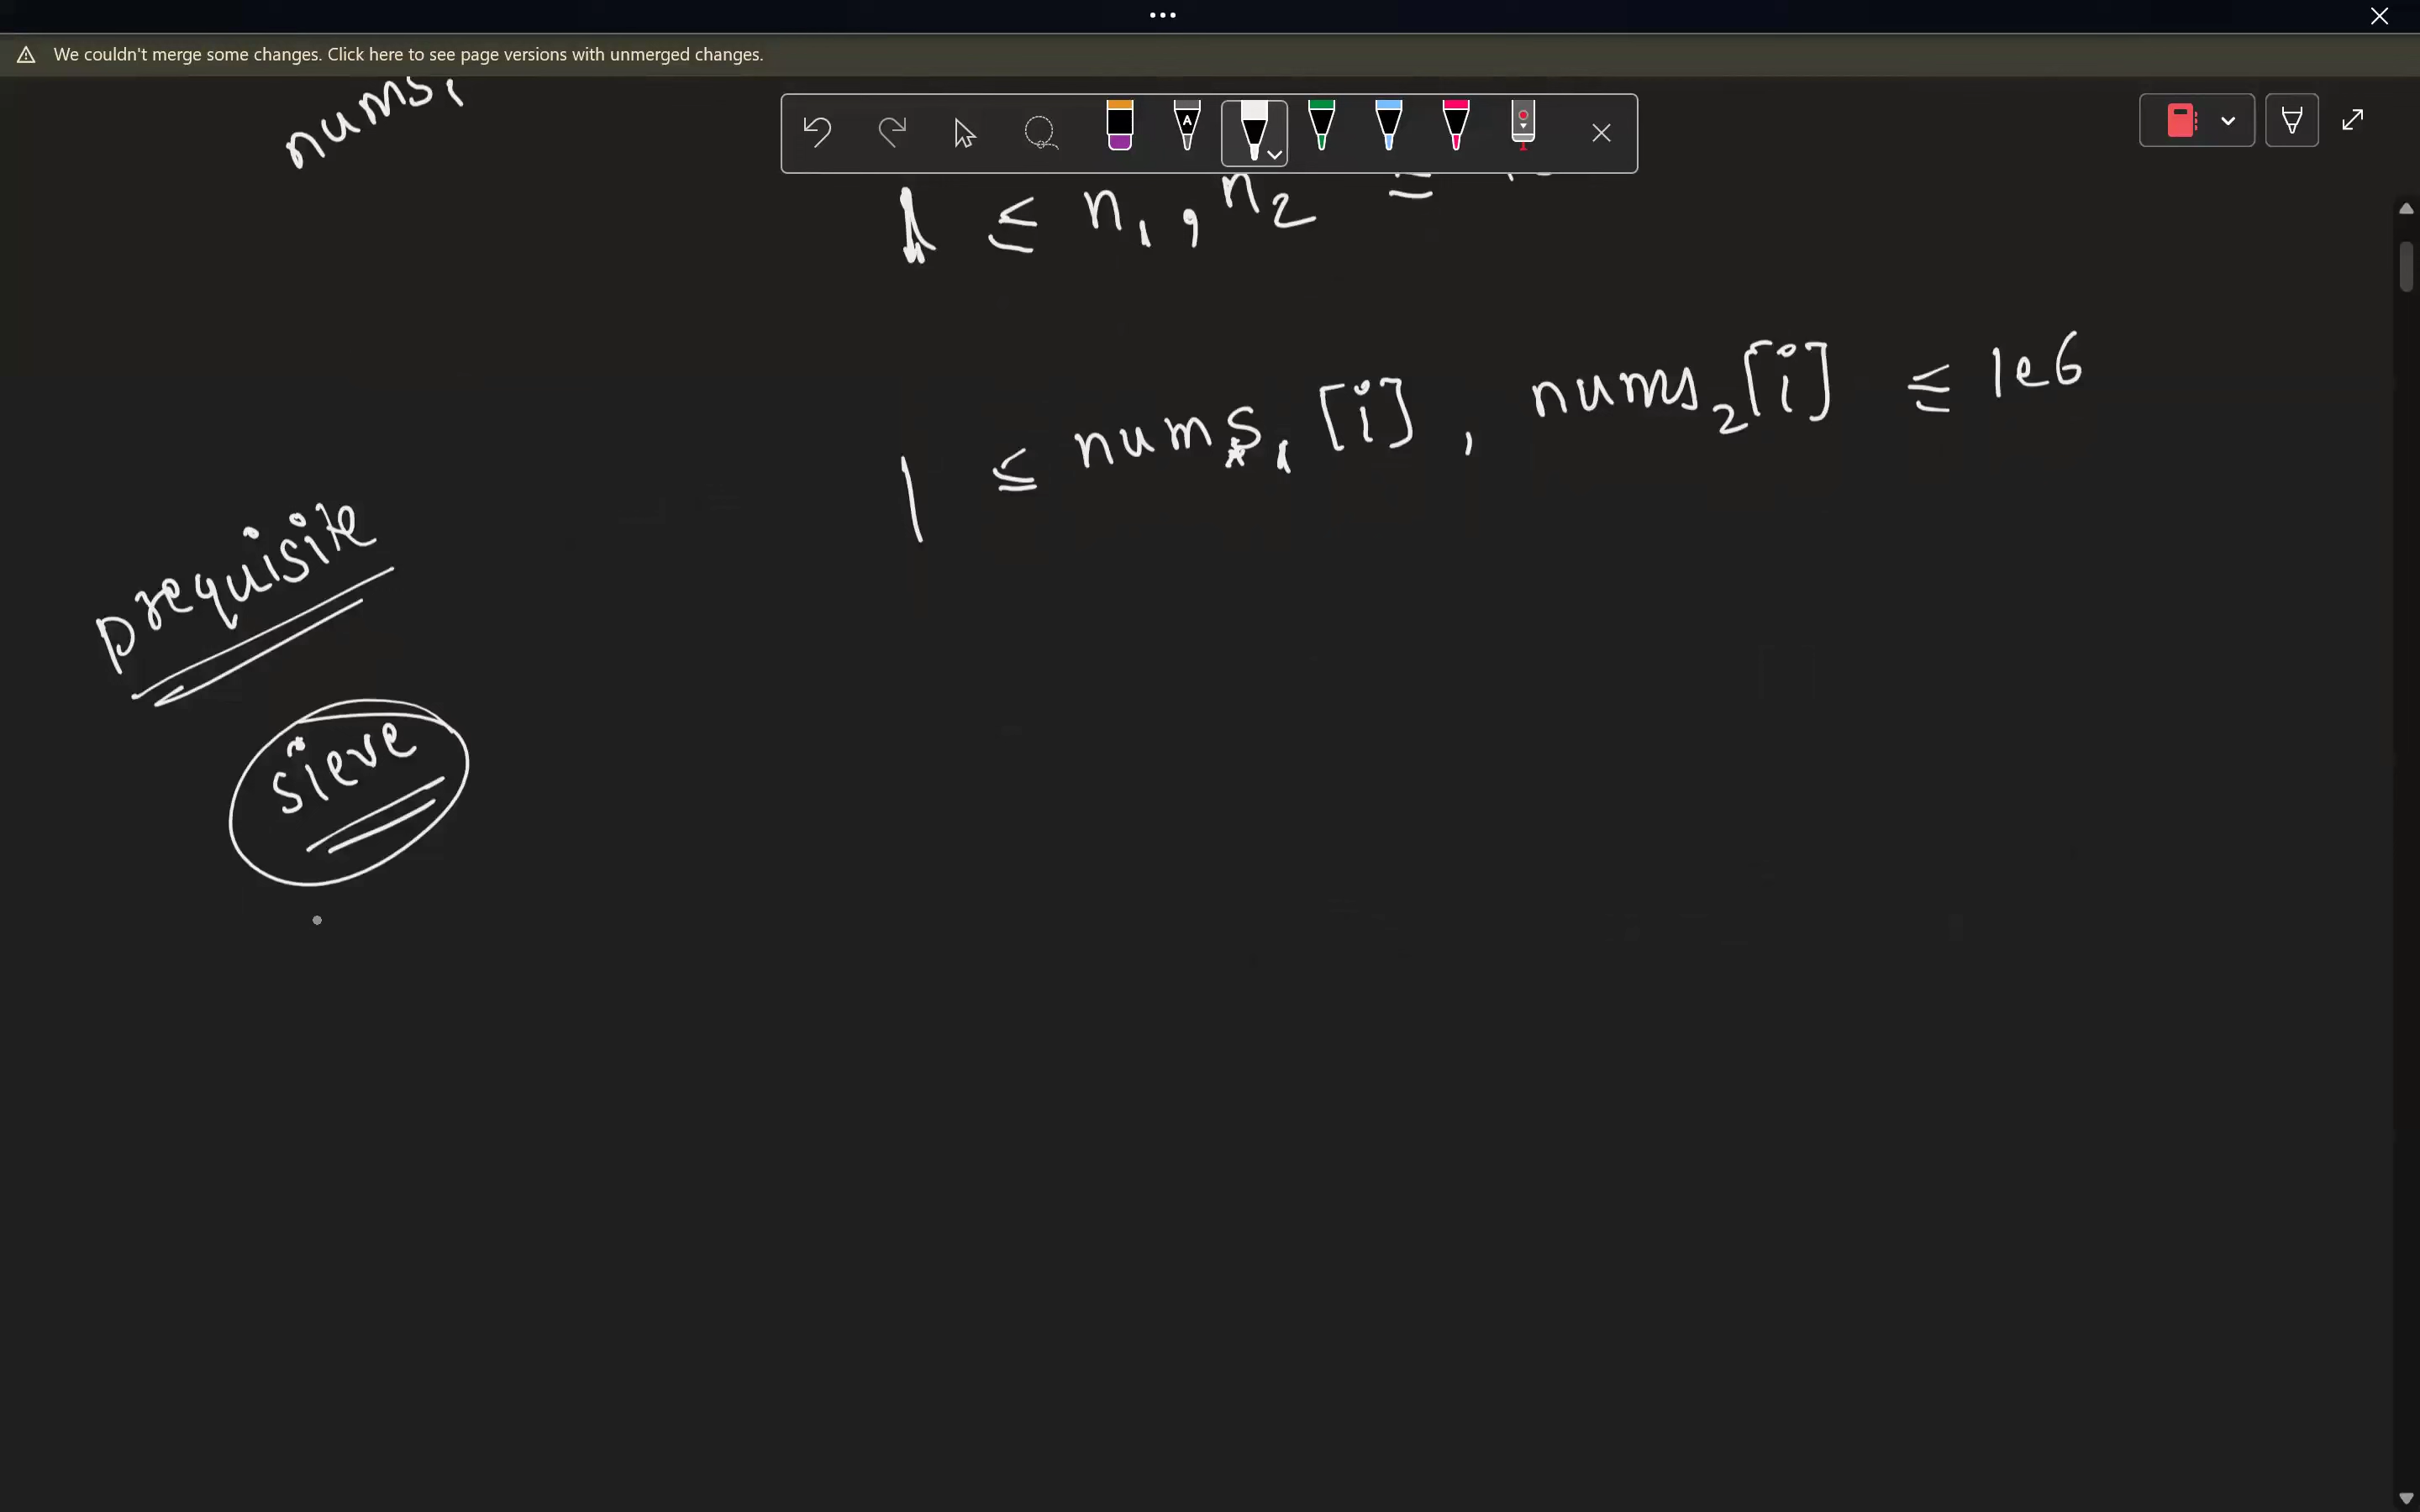 We couldn't merge some changes. Click here to see page versions with unmerged changes.
nums₁
A
1 ≤ n₁, n₂ ≤
1 ≤ nums₁[i], nums₂[i] ≤ 1e6
prequisite
sieve